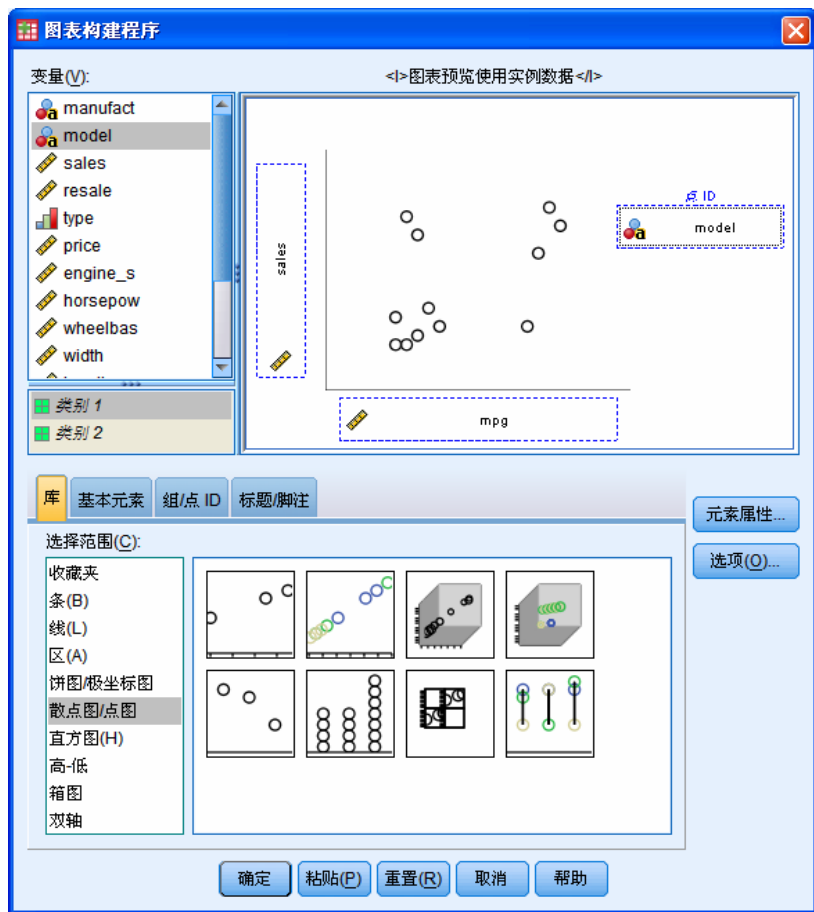 图表构建程序
变量(V):
<I>图表预览使用实例数据</I>
manufact
model
sales
resale
type
price
engine_s
horsepow
wheelbas
width
类别 1
类别 2
sales
点 ID
model
mpg
库
基本元素
组/点 ID
标题/脚注
元素属性...
选项(O)...
选择范围(C):
收藏夹
条(B)
线(L)
区(A)
饼图/极坐标图
散点图/点图
直方图(H)
高-低
箱图
双轴
确定
粘贴(P)
重置(R)
取消
帮助